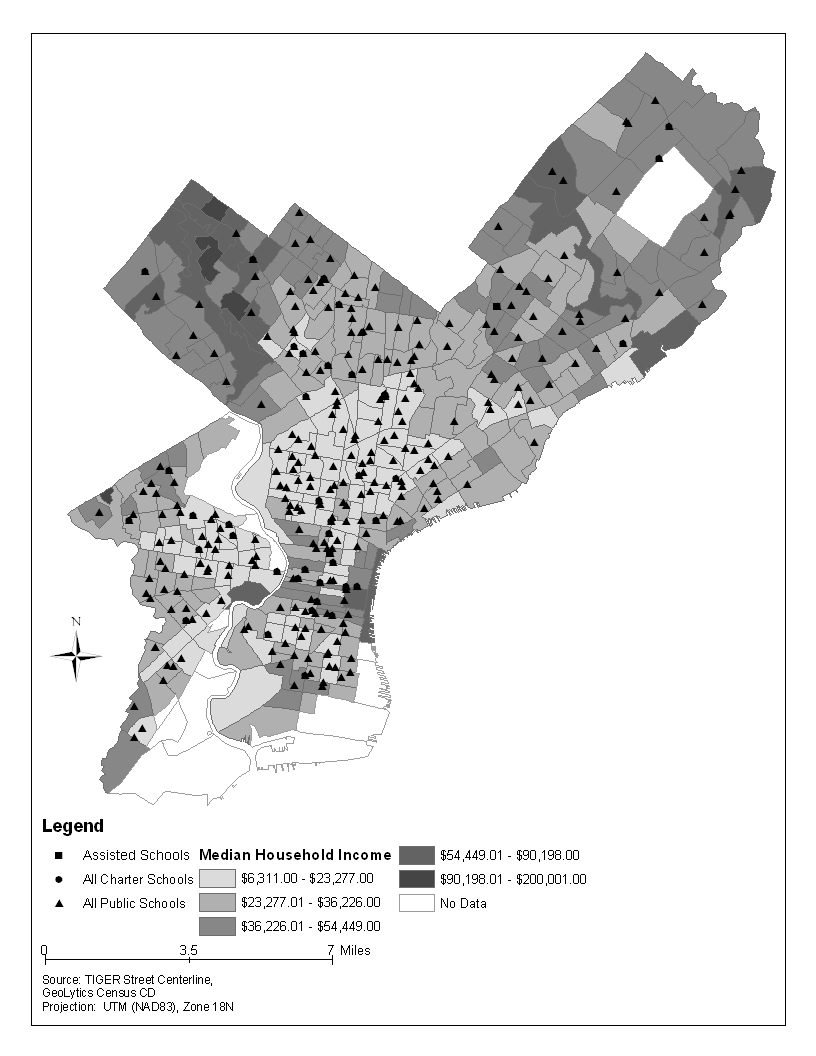 N
Legend
Assisted Schools
All Charter Schools
All Public Schools
Median Household Income
$6,311.00 - $23,277.00
$23,277.01 - $36,226.00
$36,226.01 - $54,449.00
$54,449.01 - $90,198.00
$90,198.01 - $200,001.00
No Data
0 3.5 7 Miles
Source: TIGER Street Centerline,
GeoLytics Census CD
Projection: UTM (NAD83), Zone 18N